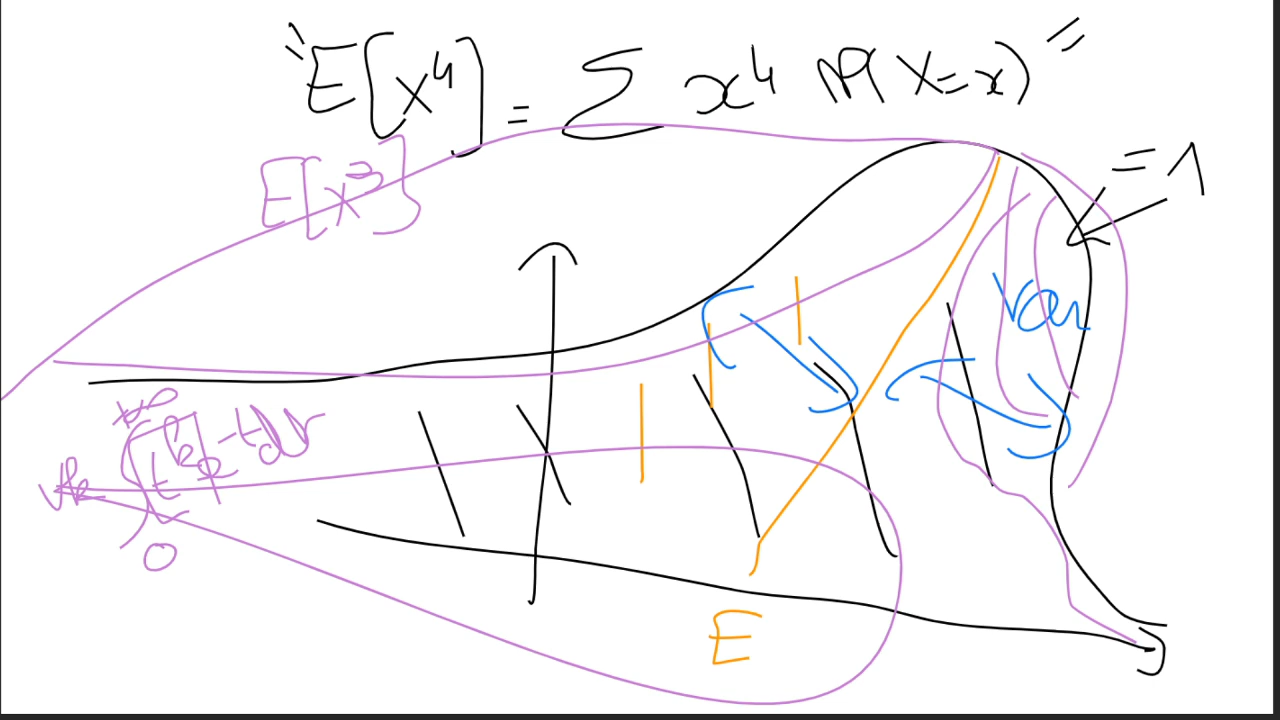 "E[X⁴] = Σ x⁴ P(X=x)"
E[X³]
= 1
Var
E